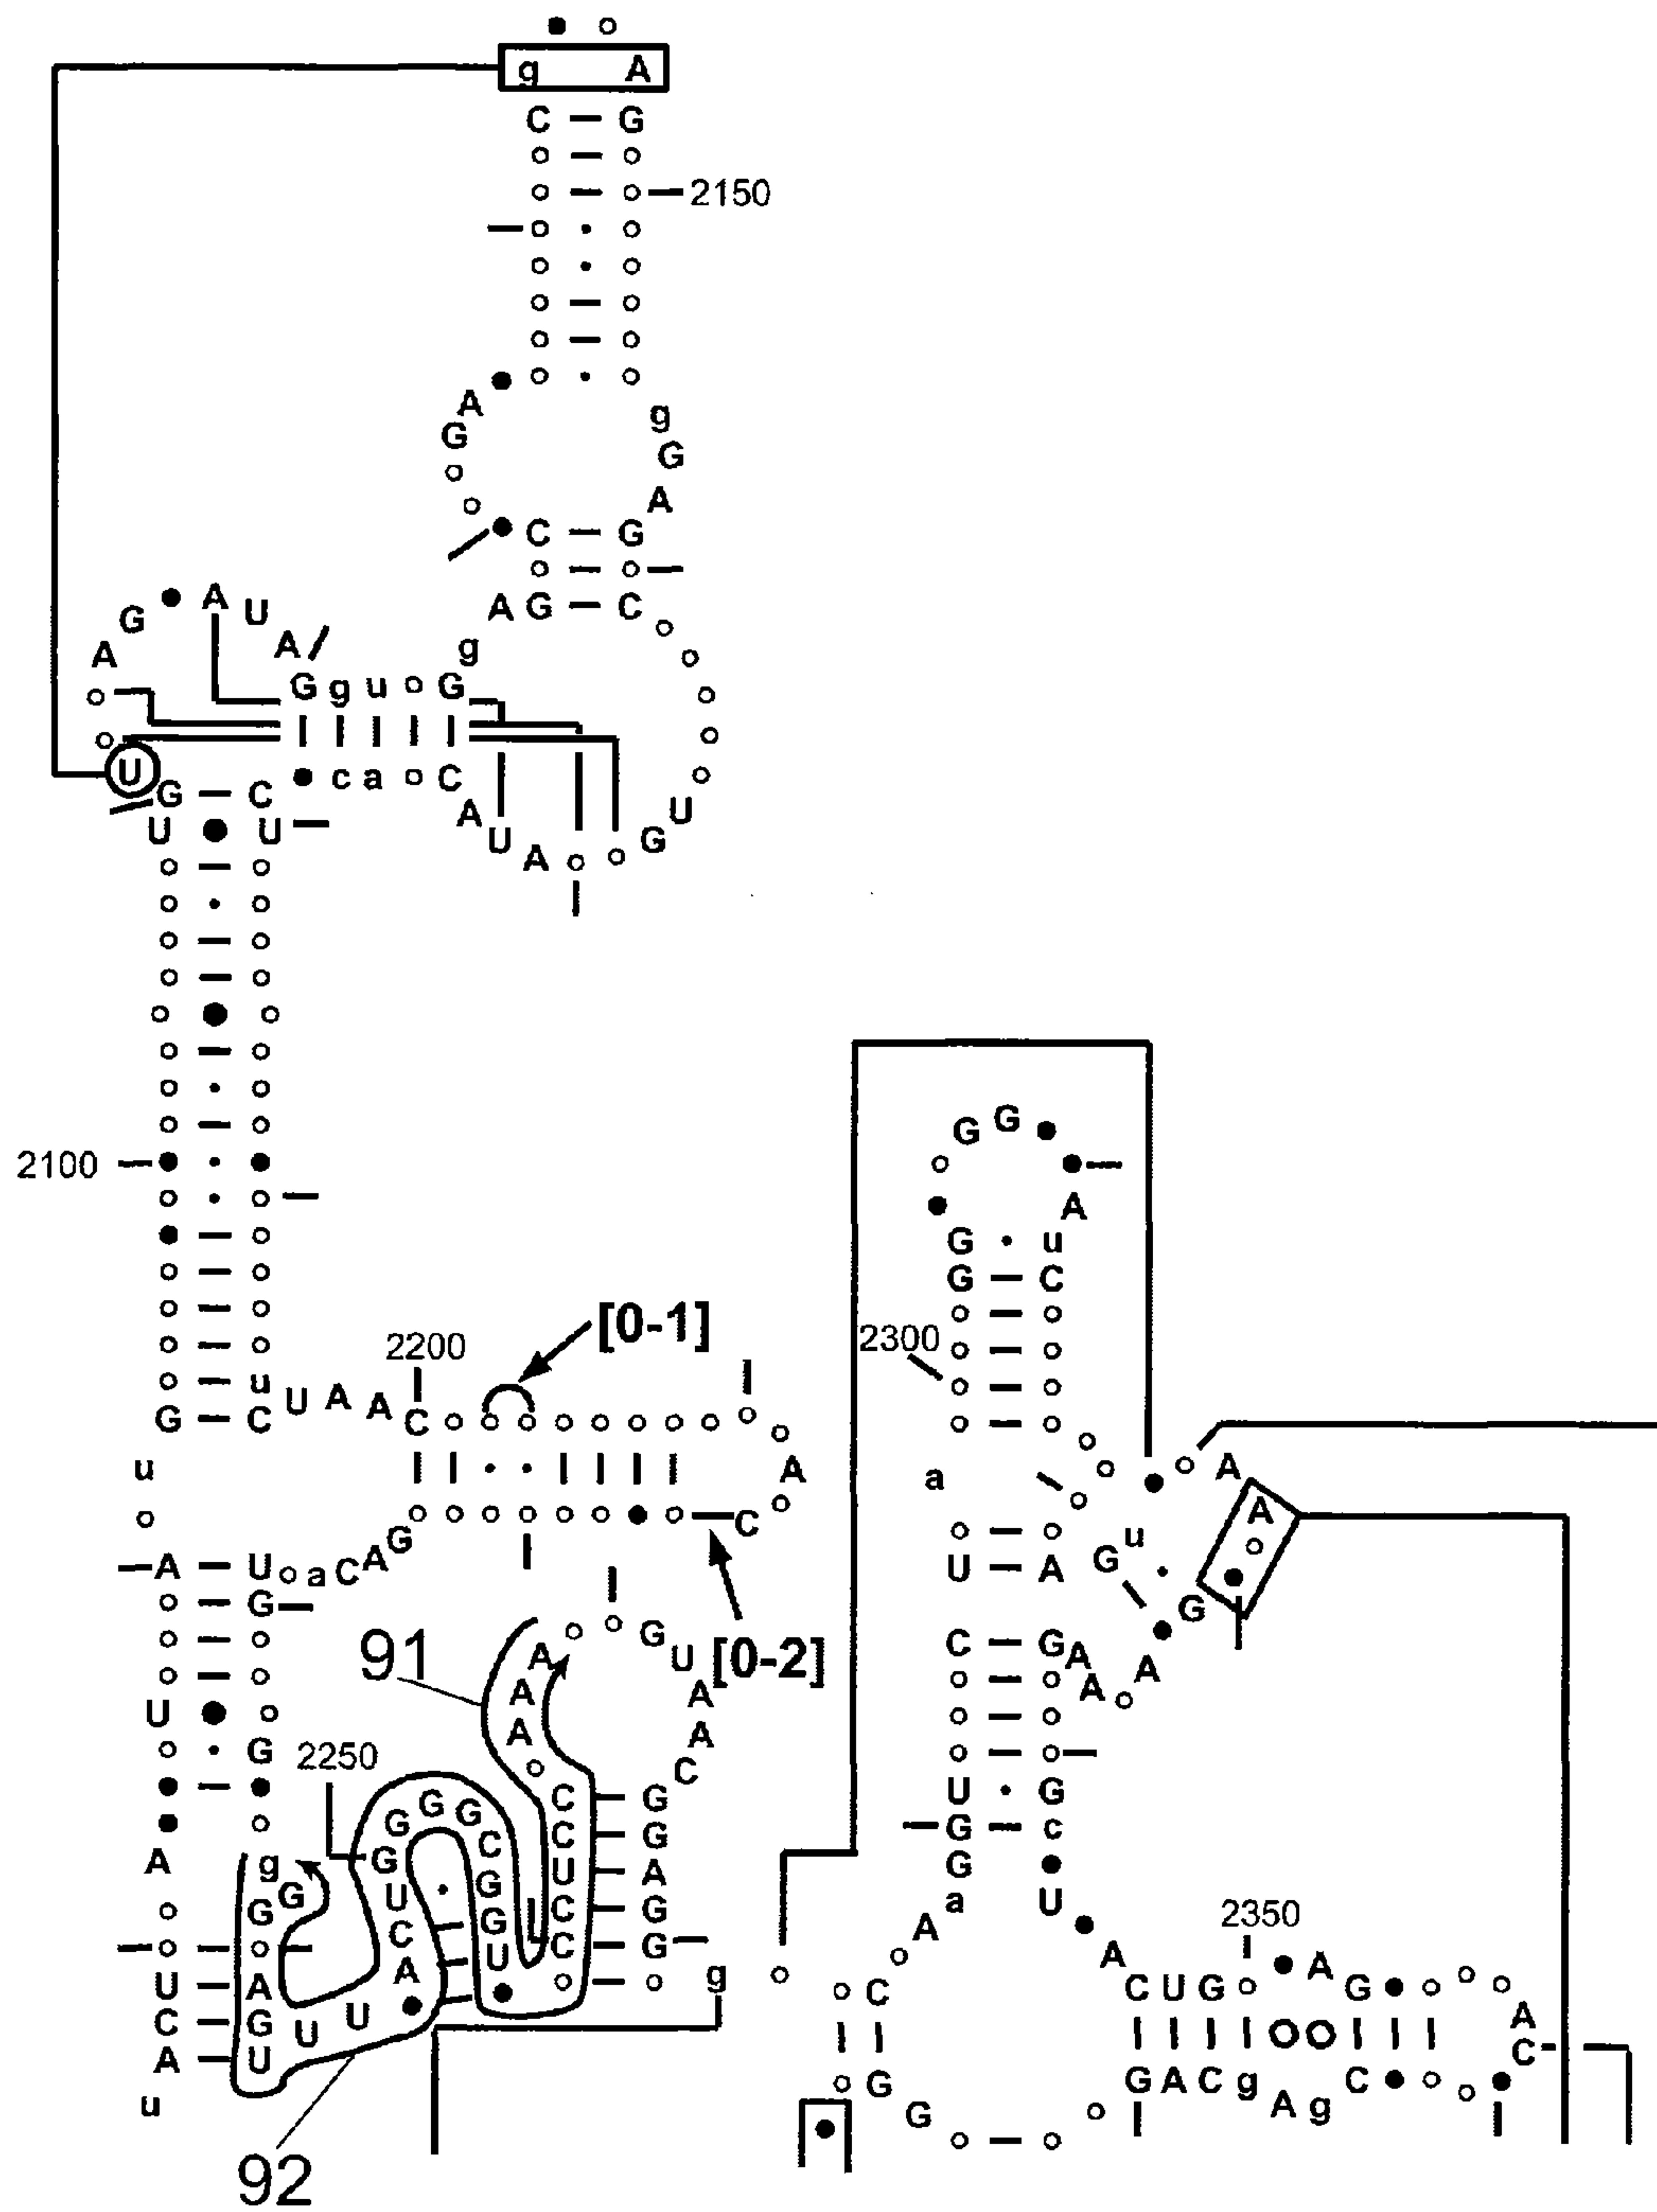 g A
C G
2150
A
G
g
G
A
C G
A G C
g
A G A U A
G g u G
U
c a C
A U A G U
G C
U U
2100
u
G C U A A C
2200
[0-1]
A
C
[0-2]
u
A U a C A G
G
91
A A A
G U A A C
U
G
2250
A
g G
G
U A
C G
A U
u
U U
A C U G
G G G C G G U
C C U C C
G G A G G
g
92
G G
A
G u
G C
2300
a
U A
A
A
G u
G
C G A A A
U G
G c
G
a U
A
C
G
G
A
2350
C U G A G
G A C g A g C
A
C